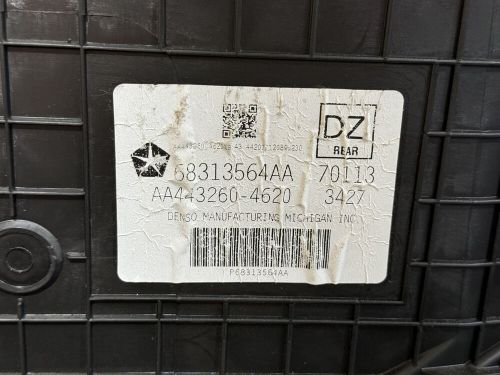 DZ
REAR
68313564AA 70113
AA443260-4620 3427
DENSO MANUFACTURING MICHIGAN INC
P68313564AA